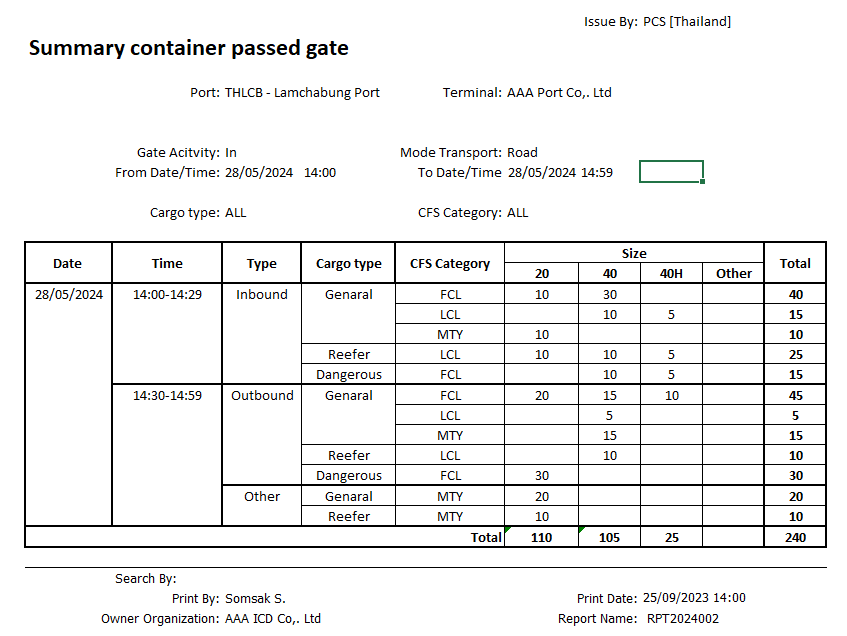 Issue By: PCS [Thailand]
Summary container passed gate
Port: THLCB - Lamchabung Port Terminal: AAA Port Co,. Ltd
Gate Acitvity: In Mode Transport: Road
From Date/Time: 28/05/2024 14:00 To Date/Time 28/05/2024 14:59
Cargo type: ALL CFS Category: ALL
Date Time Type Cargo type CFS Category Size Total
20 40 40H Other
28/05/2024 14:00-14:29 Inbound Genaral FCL 10 30 40
LCL 10 5 15
MTY 10 10
Reefer LCL 10 10 5 25
Dangerous FCL 10 5 15
14:30-14:59 Outbound Genaral FCL 20 15 10 45
LCL 5 5
MTY 15 15
Reefer LCL 10 10
Dangerous FCL 30 30
Other Genaral MTY 20 20
Reefer MTY 10 10
Total 110 105 25 240
Search By:
Print By: Somsak S. Print Date: 25/09/2023 14:00
Owner Organization: AAA ICD Co,. Ltd Report Name: RPT2024002